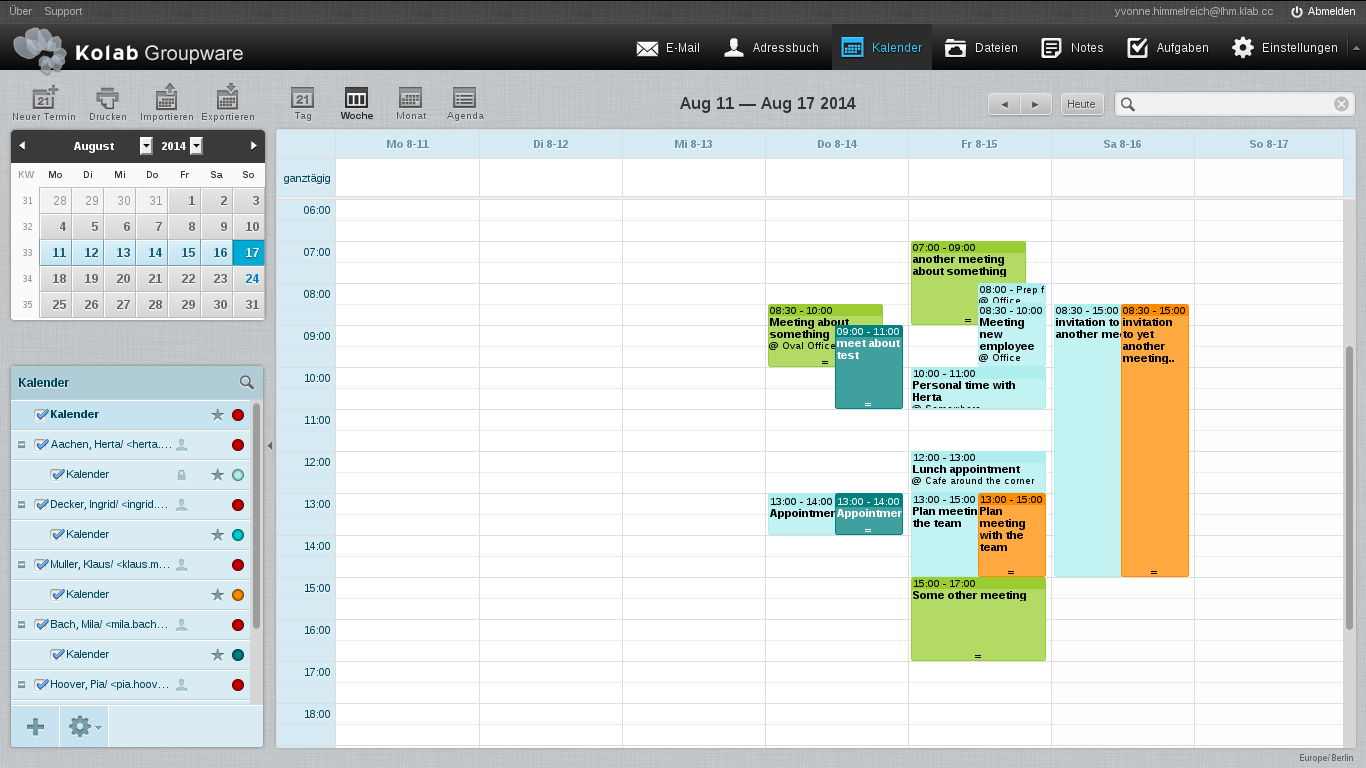 Über Support
yvonne.himmelreich@lhm.klab.cc Abmelden
Kolab Groupware
E-Mail Adressbuch Kalender Dateien Notes Aufgaben Einstellungen
21 21
Neuer Termin Drucken Importieren Exportieren Tag Woche Monat Agenda
Aug 11 — Aug 17 2014
Heute
August 2014
KW Mo Di Mi Do Fr Sa So
31 28 29 30 31 1 2 3
32 4 5 6 7 8 9 10
33 11 12 13 14 15 16 17
34 18 19 20 21 22 23 24
35 25 26 27 28 29 30 31
Kalender
Kalender
Aachen, Herta/ <herta....
Kalender
Decker, Ingrid/ <ingrid....
Kalender
Muller, Klaus/ <klaus.m...
Kalender
Bach, Mila/ <mila.bach...
Kalender
Hoover, Pia/ <pia.hoov...
Mo 8-11 Di 8-12 Mi 8-13 Do 8-14 Fr 8-15 Sa 8-16 So 8-17
ganztägig
06:00
07:00
08:00
09:00
10:00
11:00
12:00
13:00
14:00
15:00
16:00
17:00
18:00
08:30 - 10:00
Meeting about
something
@ Oval Office
09:00 - 11:00
meet about
test
13:00 - 14:00
Appointmen
13:00 - 14:00
Appointmen
07:00 - 09:00
another meeting
about something
08:00 - Prep f
@ Office
08:30 - 10:00
Meeting
new
employee
@ Office
10:00 - 11:00
Personal time with
Herta
@ Somewhere
12:00 - 13:00
Lunch appointment
@ Cafe around the corner
13:00 - 15:00
Plan meetin
the team
13:00 - 15:00
Plan
meeting
with the
team
15:00 - 17:00
Some other meeting
08:30 - 15:00
invitation to
another me
08:30 - 15:00
invitation
to yet
another
meeting..
Europe/Berlin